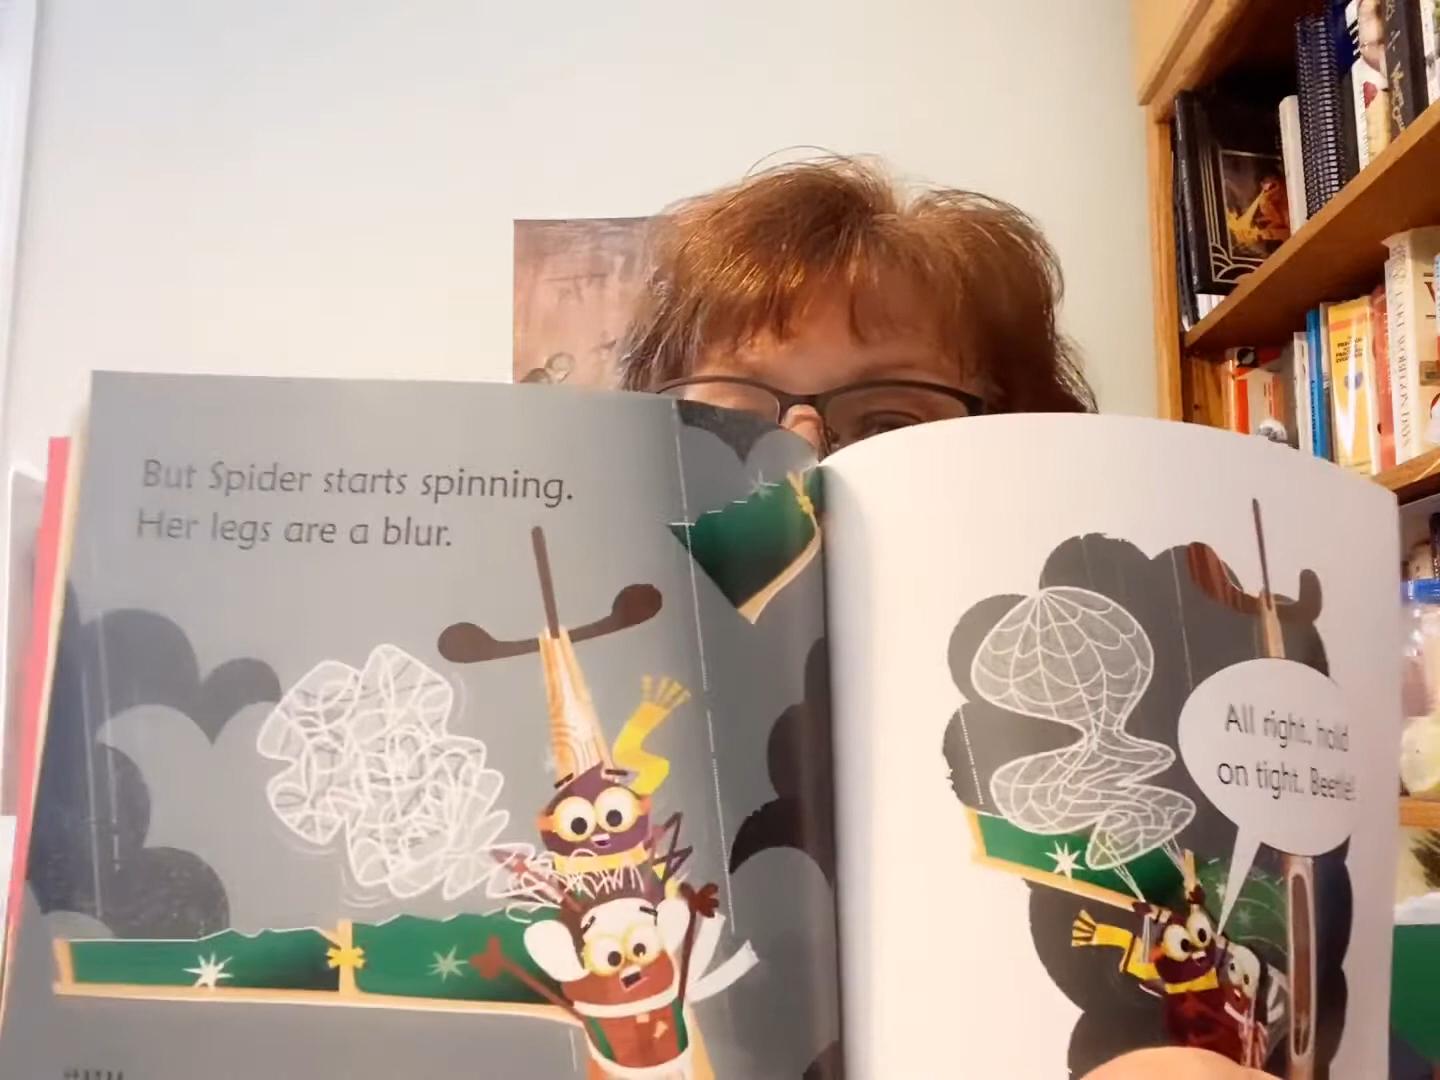 But Spider starts spinning.
Her legs are a blur.
All right, hold
on tight, Beetle!